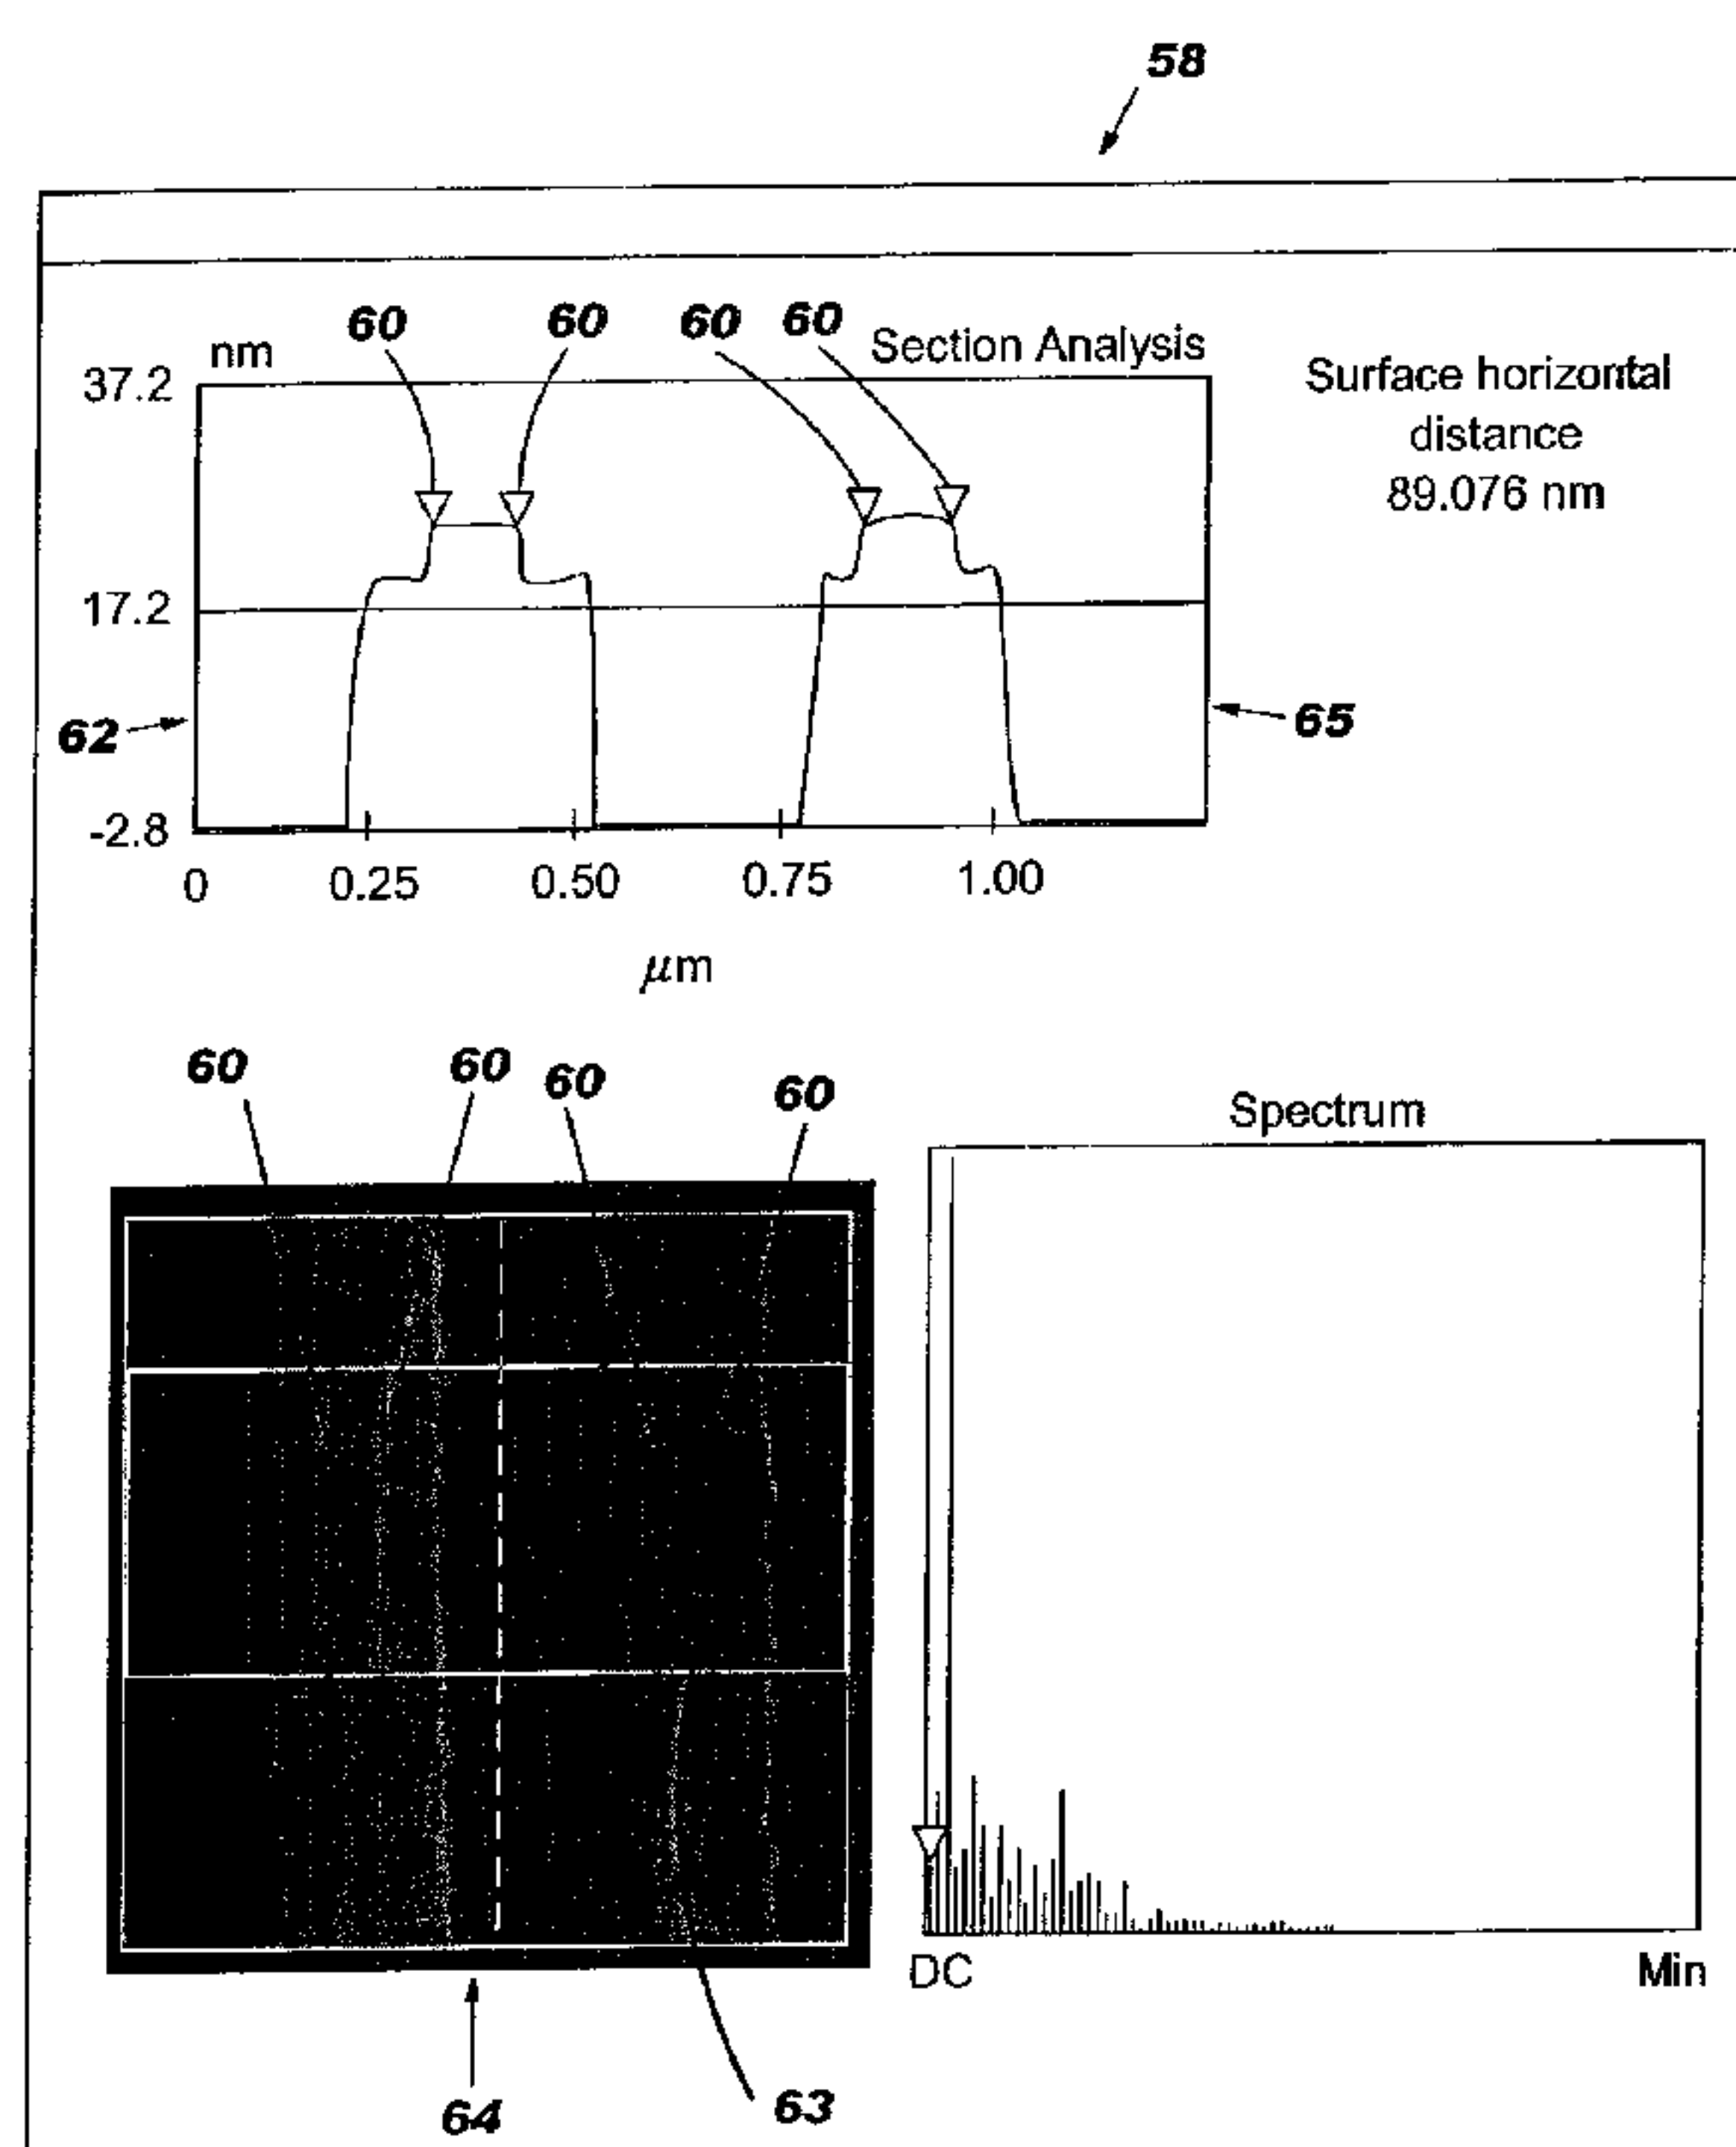 58
60 60 60 60
nm
Section Analysis
37.2
17.2
-2.8
62
65
0 0.25 0.50 0.75 1.00
μm
Surface horizontal
distance
89.076 nm
60 60 60 60
Spectrum
DC
Min
64
63